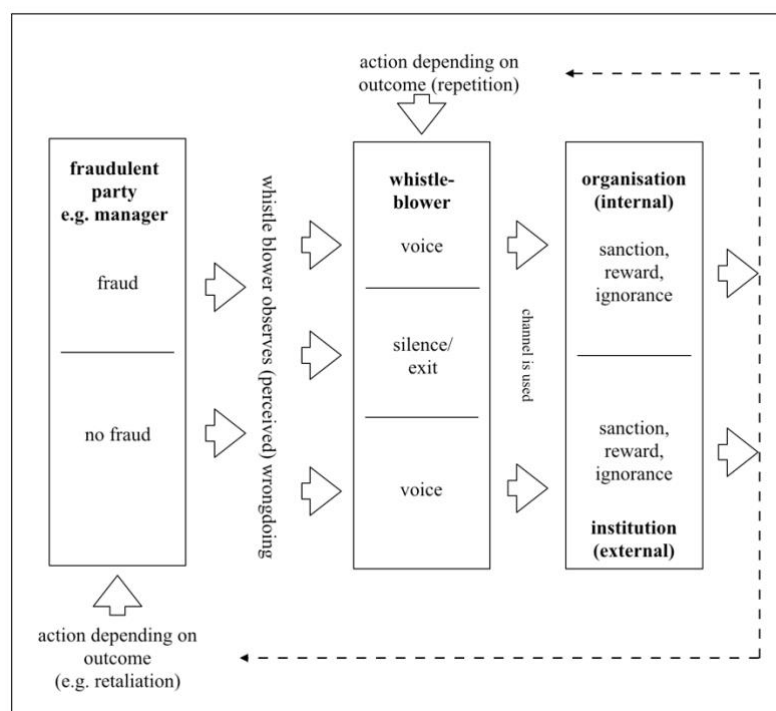 action depending on
outcome (repetition)
fraudulent
party
e.g. manager
fraud
no fraud
whistle blower observes (perceived) wrongdoing
whistle-
blower
voice
silence/
exit
voice
channel is used
organisation
(internal)
sanction,
reward,
ignorance
sanction,
reward,
ignorance
institution
(external)
action depending on
outcome
(e.g. retaliation)